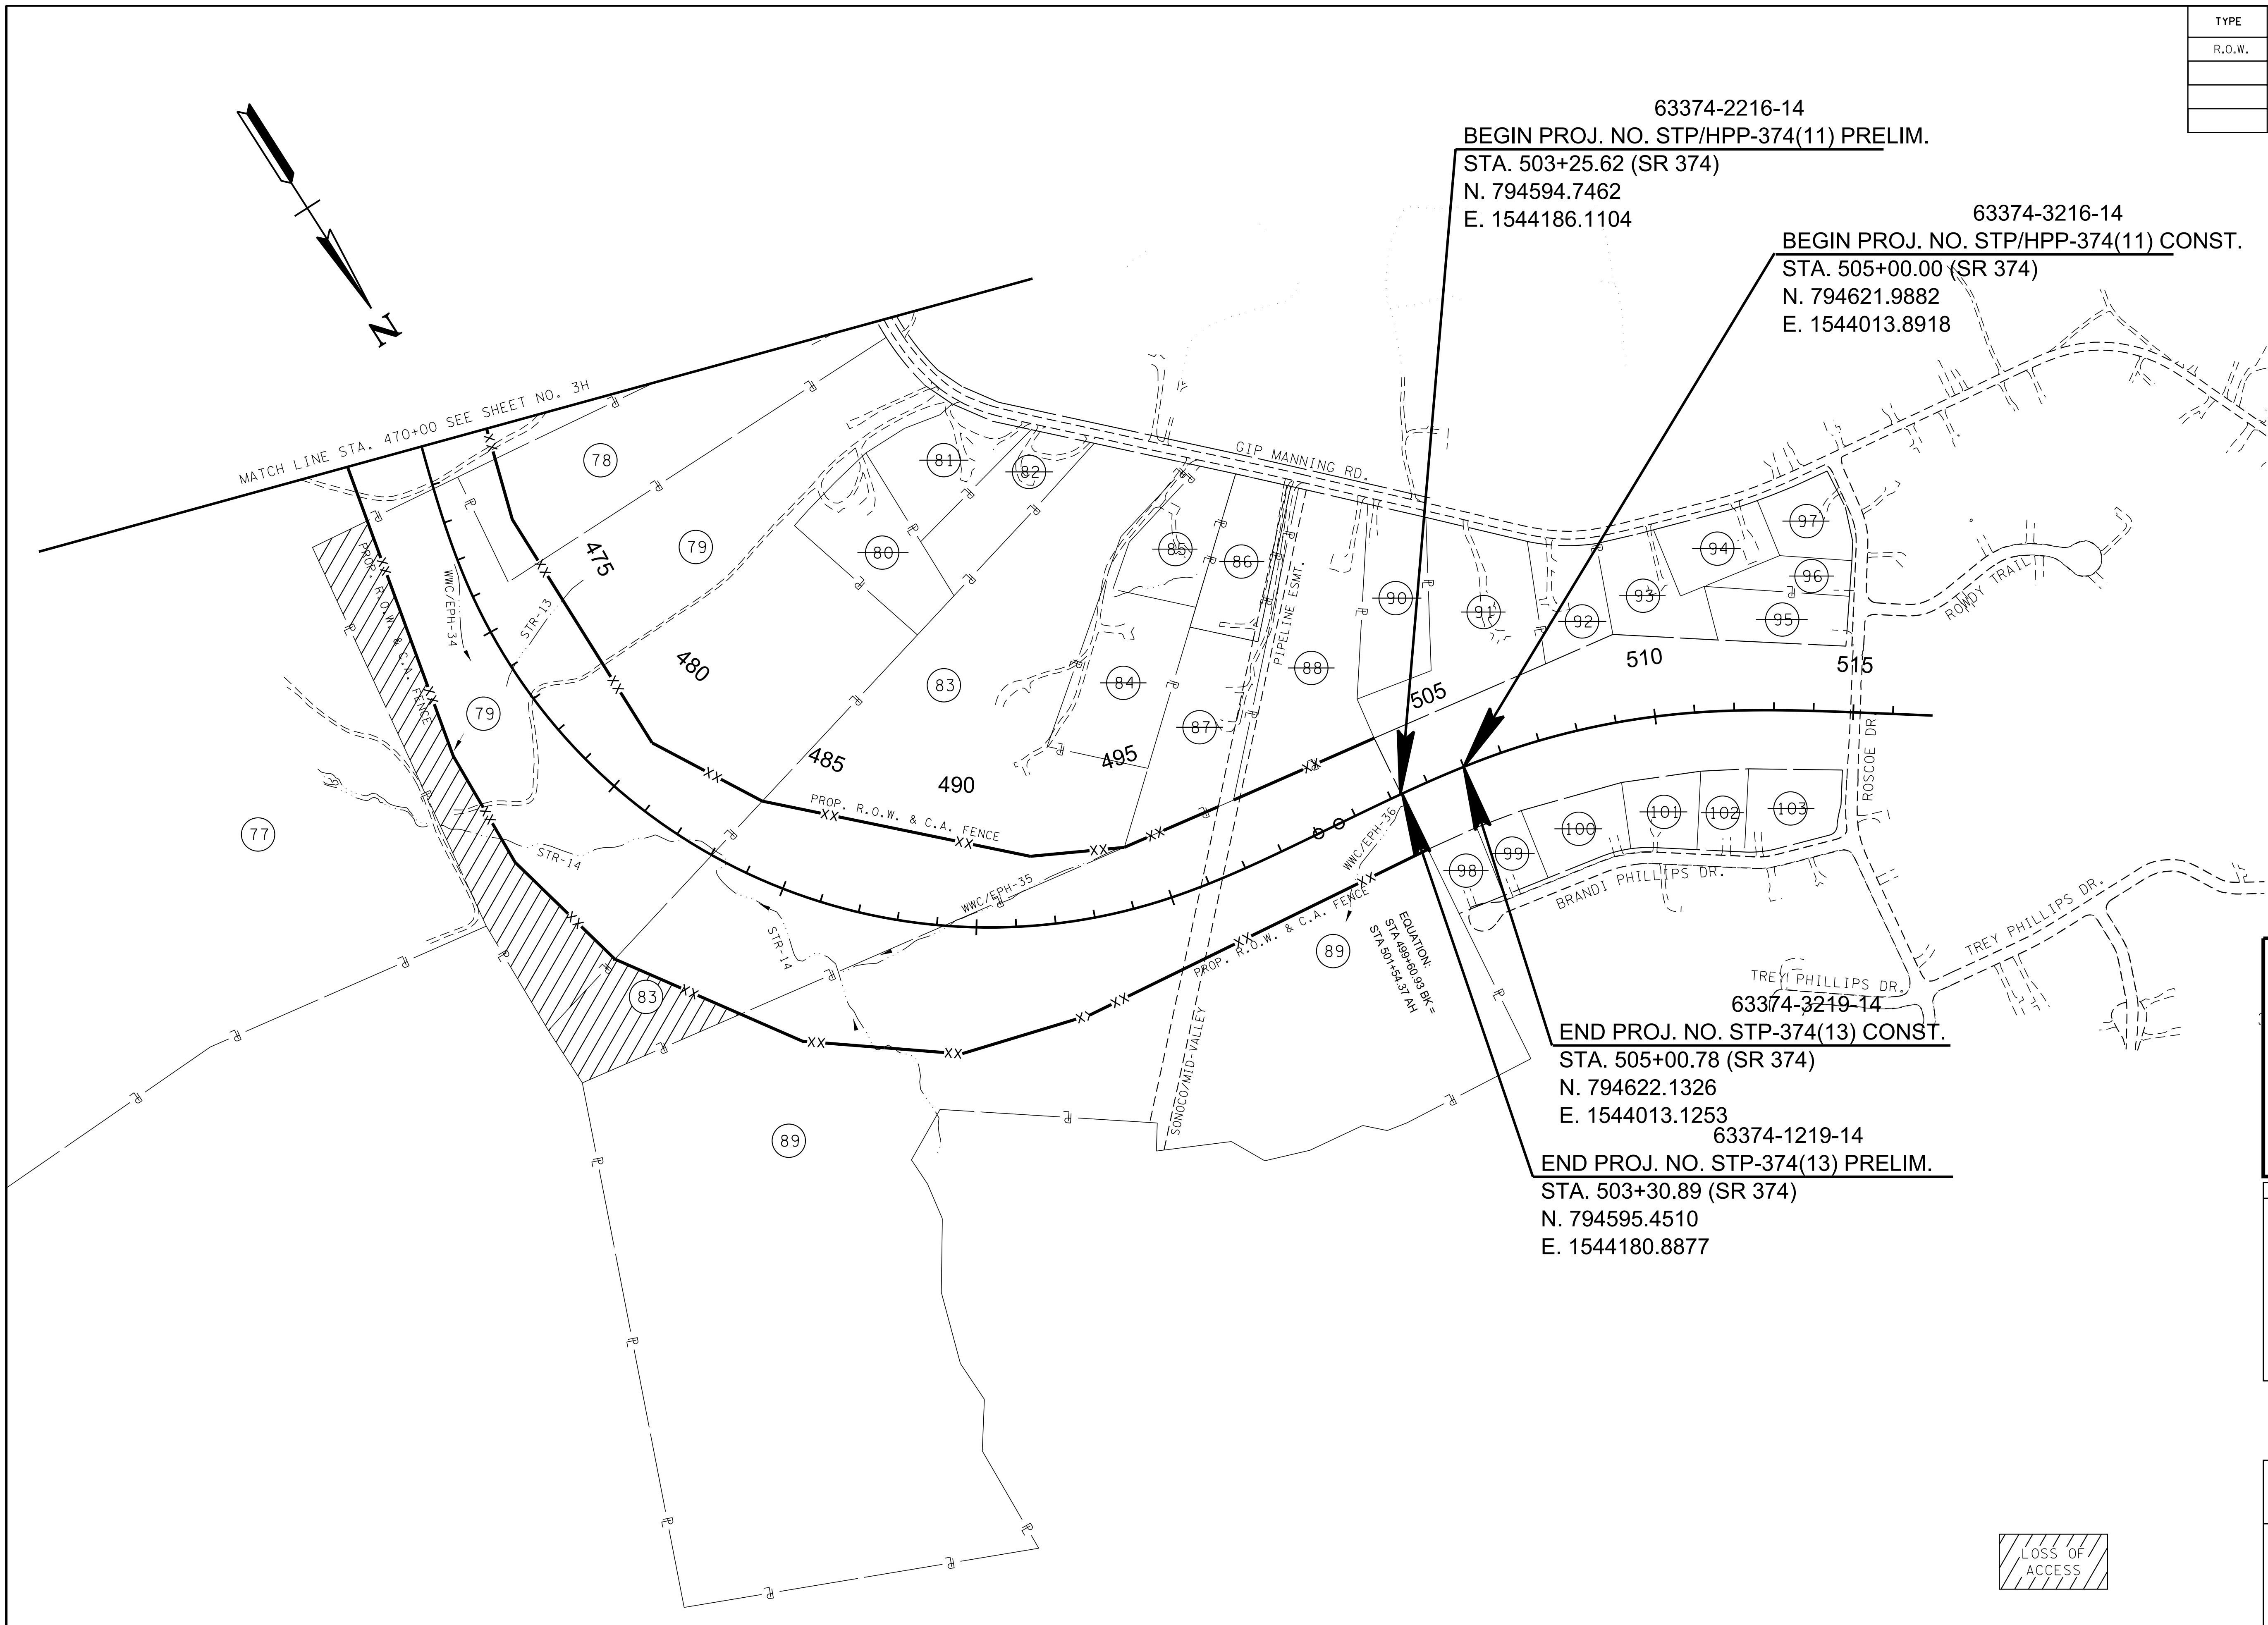 TYPE
R.O.W.
63374-2216-14
BEGIN PROJ. NO. STP/HPP-374(11) PRELIM.
STA. 503+25.62 (SR 374)
N. 794594.7462
E. 1544186.1104
63374-3216-14
BEGIN PROJ. NO. STP/HPP-374(11) CONST.
STA. 505+00.00 (SR 374)
N. 794621.9882
E. 1544013.8918
N
MATCH LINE STA. 470+00 SEE SHEET NO. 3H
GIP MANNING RD.
78
79
80
81
82
83
84
85
86
87
88
90
91
92
93
94
97
96
95
ROWDY TRAIL
PIPELINE ESMT.
475
480
485
490
495
505
510
515
PROP. R.O.W. & C.A. FENCE
WWC/EPH-34
STR-13
79
77
STR-14
PROP. R.O.W. & C.A. FENCE
WWC/EPH-35
STR-14
83
89
SONOCO/MID-VALLEY
PROP. R.O.W. & C.A. FENCE
WWC/EPH-36
89
EQUATION:
STA 499+60.93 BK =
STA 501+54.37 AH
98
99
100
101
102
103
BRANDI PHILLIPS DR.
ROSCOE DR.
TREY PHILLIPS DR.
TREY PHILLIPS DR.
63374-3219-14
END PROJ. NO. STP-374(13) CONST.
STA. 505+00.78 (SR 374)
N. 794622.1326
E. 1544013.1253
63374-1219-14
END PROJ. NO. STP-374(13) PRELIM.
STA. 503+30.89 (SR 374)
N. 794595.4510
E. 1544180.8877
LOSS OF
ACCESS